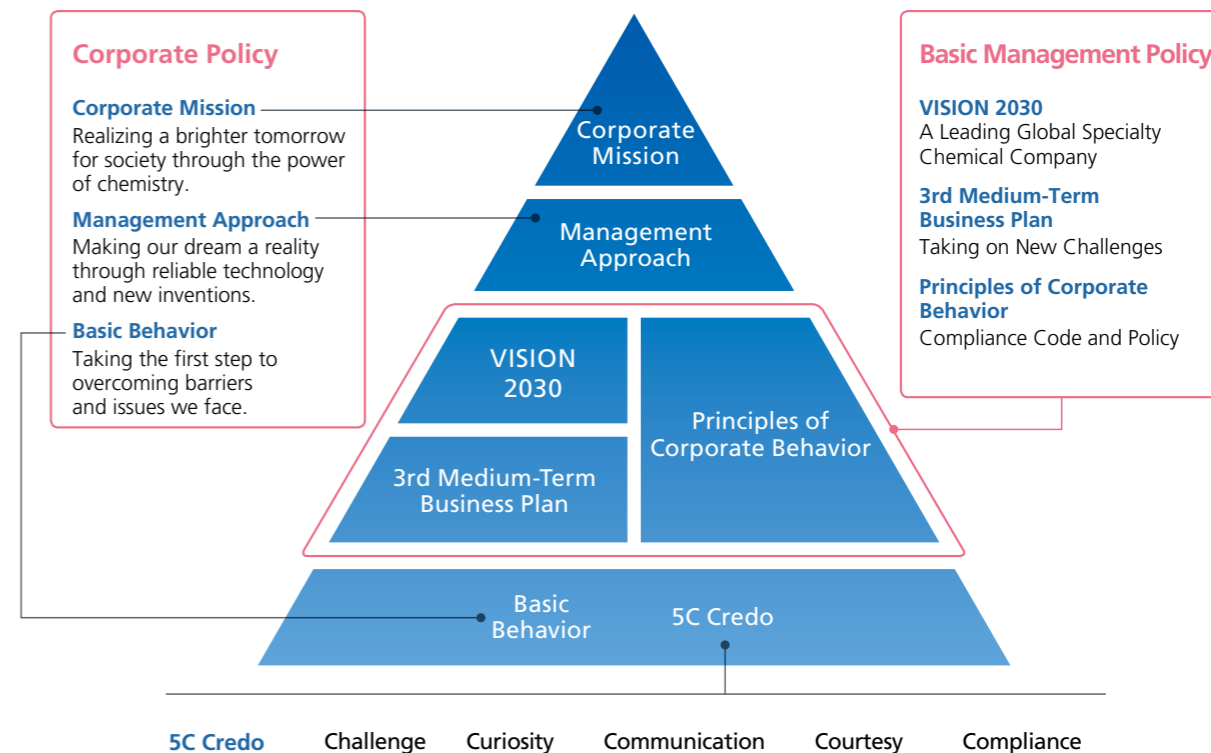 Corporate Policy
Corporate Mission
Realizing a brighter tomorrow
for society through the power
of chemistry.
Management Approach
Making our dream a reality
through reliable technology
and new inventions.
Basic Behavior
Taking the first step to
overcoming barriers
and issues we face.
Corporate
Mission
Management
Approach
VISION
2030
3rd Medium-Term
Business Plan
Principles of
Corporate Behavior
Basic
Behavior
5C Credo
Basic Management Policy
VISION 2030
A Leading Global Specialty
Chemical Company
3rd Medium-Term
Business Plan
Taking on New Challenges
Principles of Corporate
Behavior
Compliance Code and Policy
5C Credo Challenge Curiosity Communication Courtesy Compliance